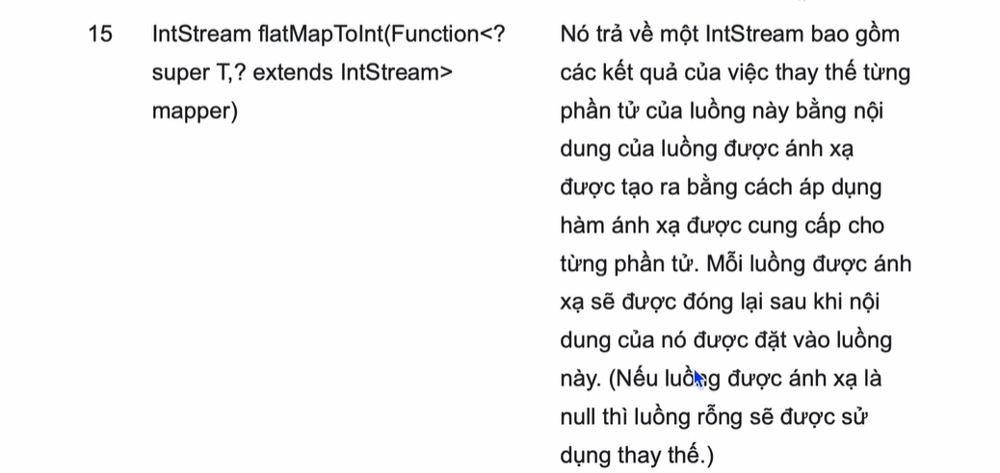 15 IntStream flatMapToInt(Function<? Nó trả về một IntStream bao gồm
super T,? extends IntStream> các kết quả của việc thay thế từng
mapper) phần tử của luồng này bằng nội
dung của luồng được ánh xạ
được tạo ra bằng cách áp dụng
hàm ánh xạ được cung cấp cho
từng phần tử. Mỗi luồng được ánh
xạ sẽ được đóng lại sau khi nội
dung của nó được đặt vào luồng
này. (Nếu luồng được ánh xạ là
null thì luồng rỗng sẽ được sử
dụng thay thế.)